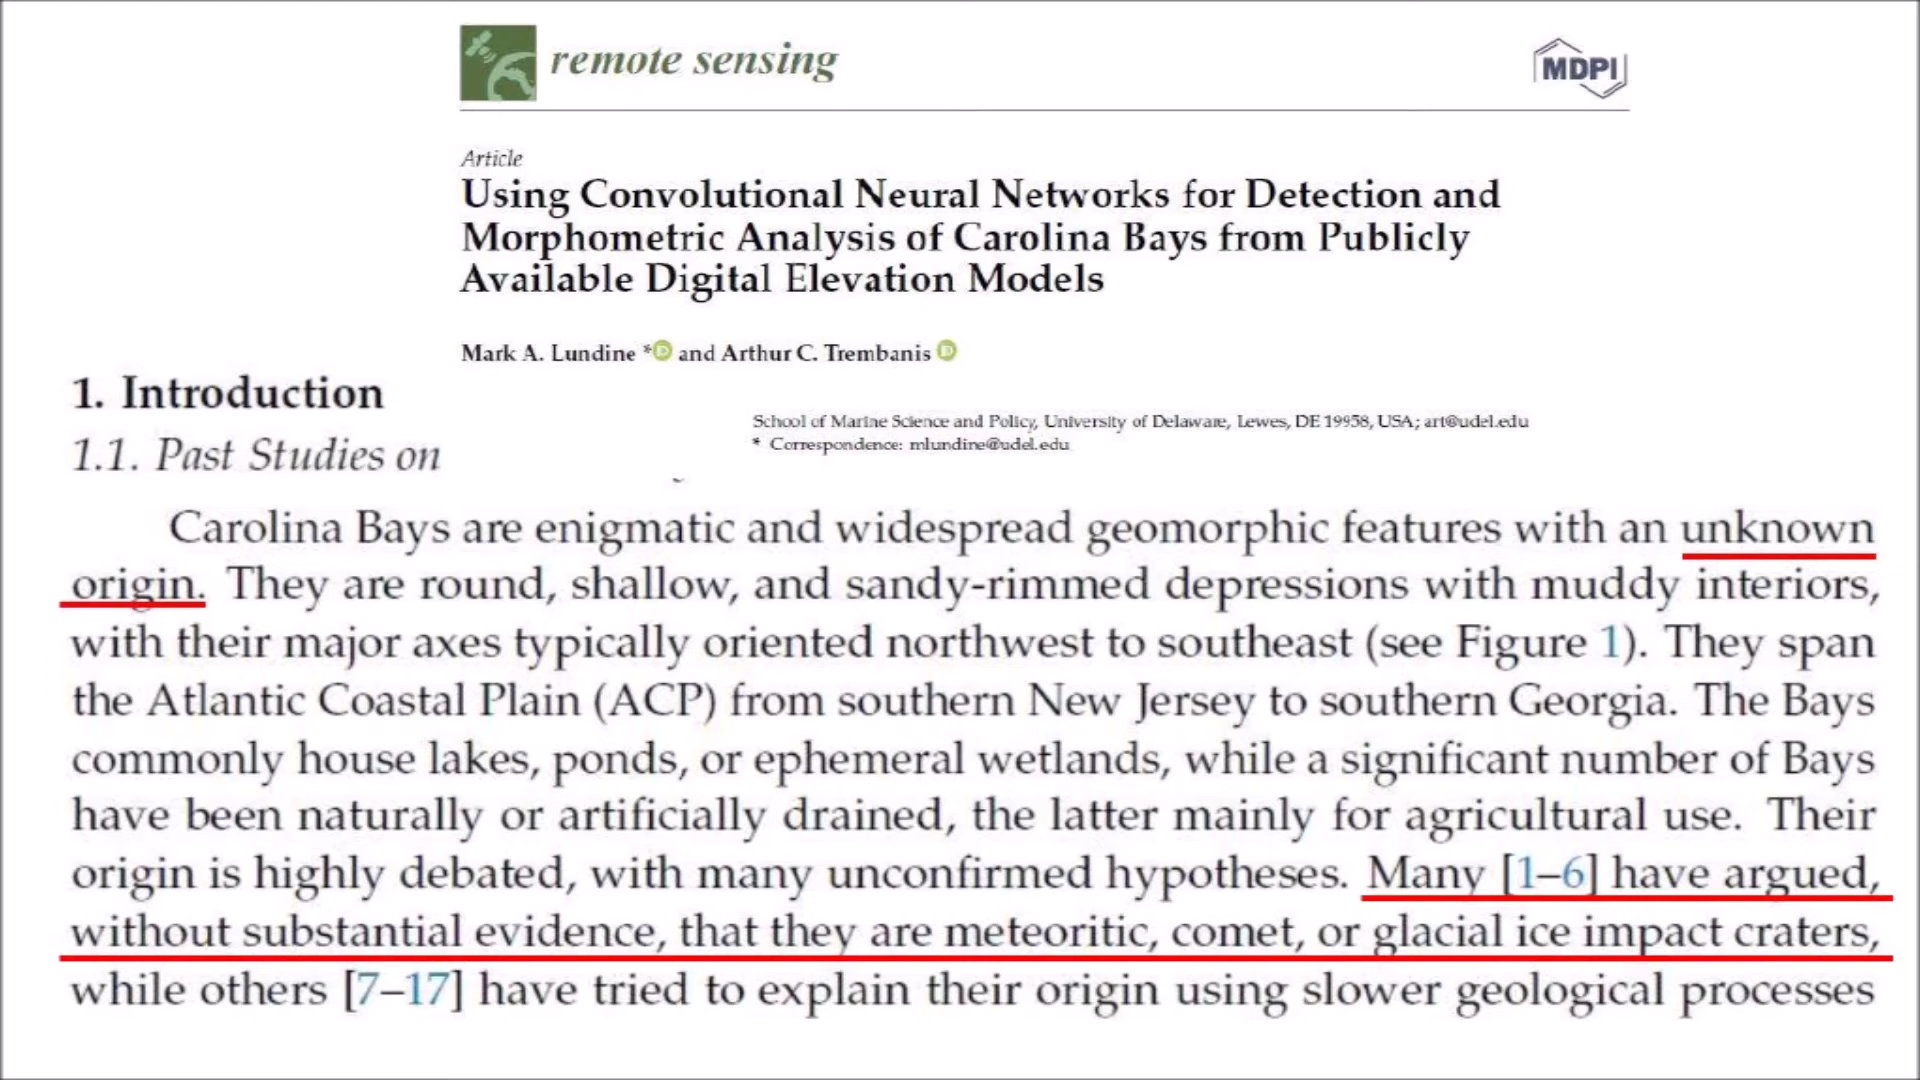 remote sensing
MDPI
Article
Using Convolutional Neural Networks for Detection and
Morphometric Analysis of Carolina Bays from Publicly
Available Digital Elevation Models
Mark A. Lundine * and Arthur C. Trembanis
1. Introduction
School of Marine Science and Policy, University of Delaware, Lewes, DE 19958, USA; art@udel.edu
* Correspondence: mlundine@udel.edu
1.1. Past Studies on
Carolina Bays are enigmatic and widespread geomorphic features with an unknown
origin. They are round, shallow, and sandy-rimmed depressions with muddy interiors,
with their major axes typically oriented northwest to southeast (see Figure 1). They span
the Atlantic Coastal Plain (ACP) from southern New Jersey to southern Georgia. The Bays
commonly house lakes, ponds, or ephemeral wetlands, while a significant number of Bays
have been naturally or artificially drained, the latter mainly for agricultural use. Their
origin is highly debated, with many unconfirmed hypotheses. Many [1–6] have argued,
without substantial evidence, that they are meteoritic, comet, or glacial ice impact craters,
while others [7–17] have tried to explain their origin using slower geological processes